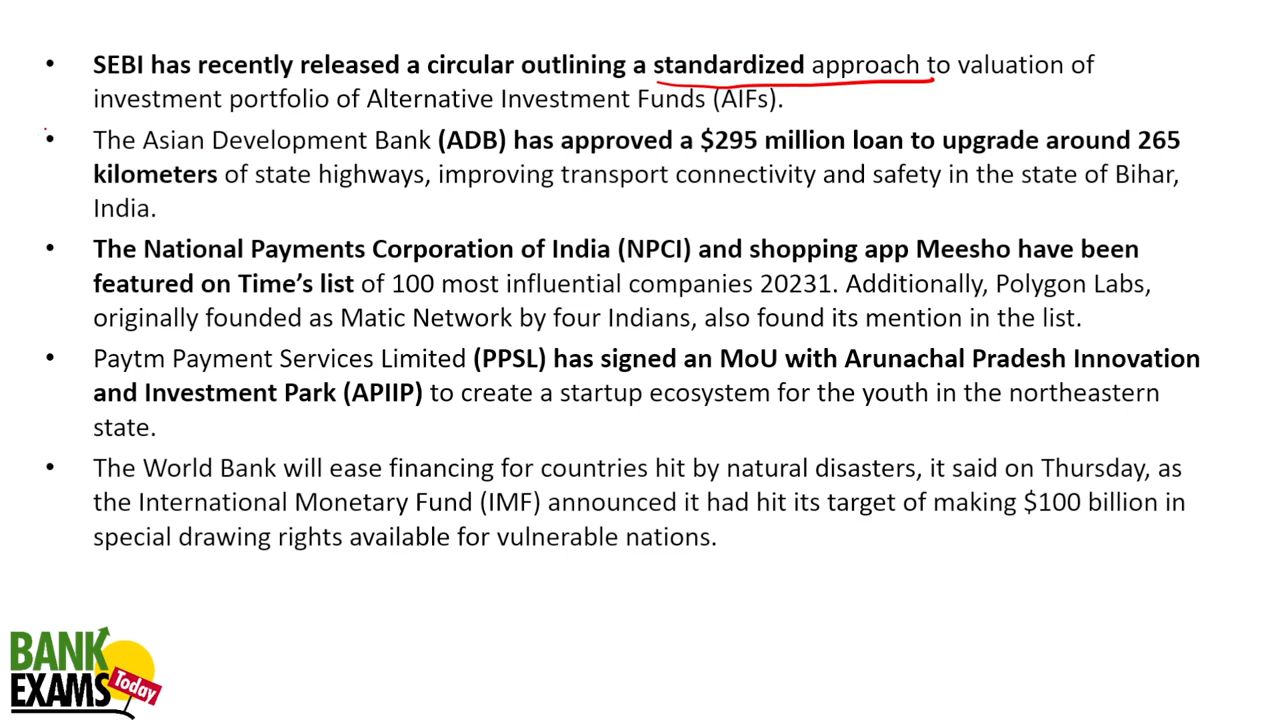 • SEBI has recently released a circular outlining a standardized approach to valuation of
investment portfolio of Alternative Investment Funds (AIFs).
• The Asian Development Bank (ADB) has approved a $295 million loan to upgrade around 265
kilometers of state highways, improving transport connectivity and safety in the state of Bihar,
India.
• The National Payments Corporation of India (NPCI) and shopping app Meesho have been
featured on Time’s list of 100 most influential companies 20231. Additionally, Polygon Labs,
originally founded as Matic Network by four Indians, also found its mention in the list.
• Paytm Payment Services Limited (PPSL) has signed an MoU with Arunachal Pradesh Innovation
and Investment Park (APIIP) to create a startup ecosystem for the youth in the northeastern
state.
• The World Bank will ease financing for countries hit by natural disasters, it said on Thursday, as
the International Monetary Fund (IMF) announced it had hit its target of making $100 billion in
special drawing rights available for vulnerable nations.
BANK
EXAMS Today